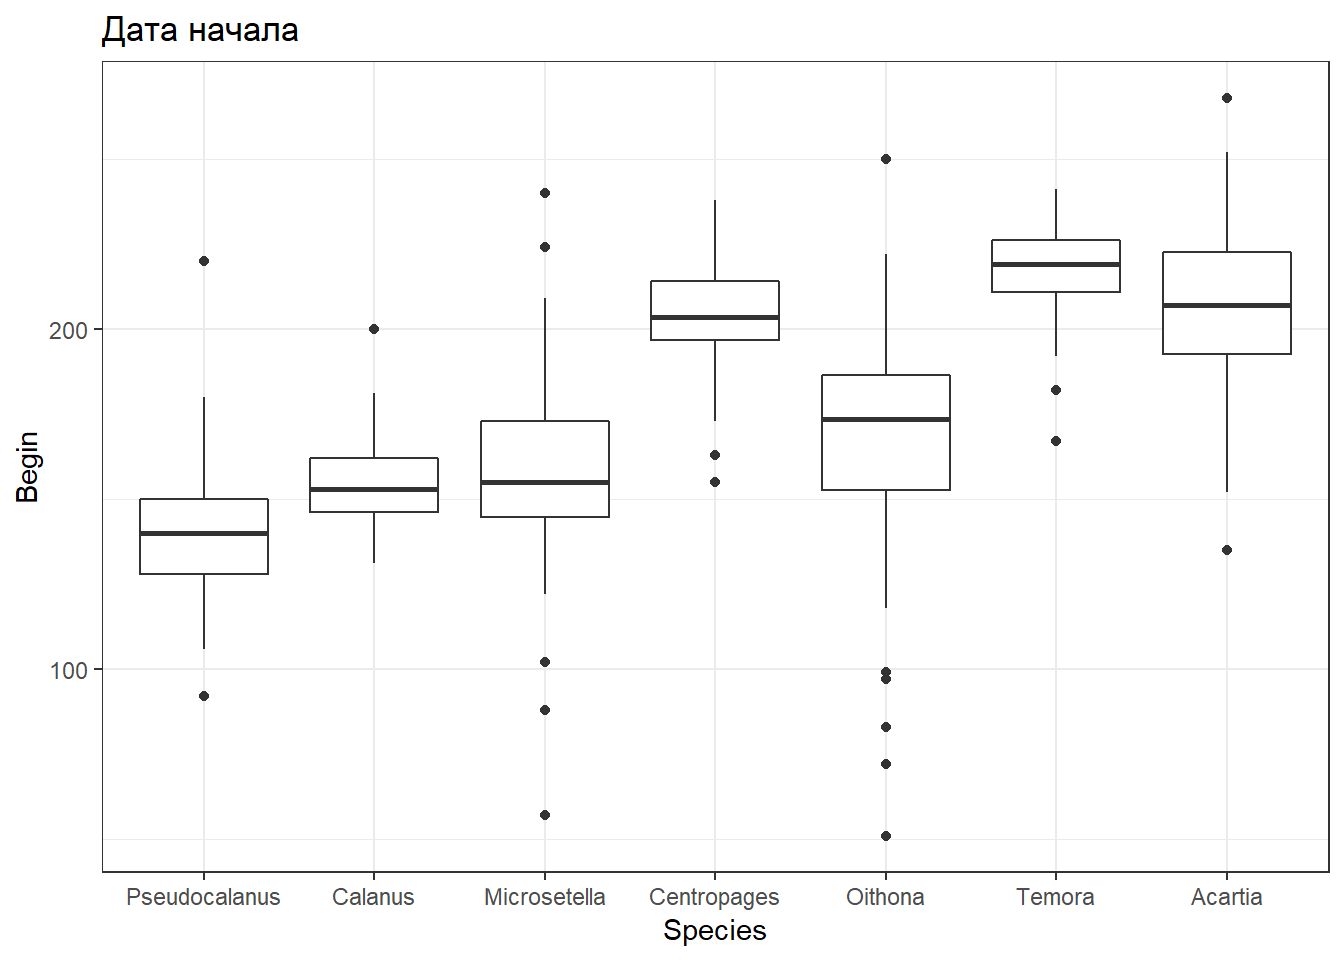 Дата начала
Begin
200
100
Pseudocalanus Calanus Microsetella Centropages Oithona Temora Acartia
Species